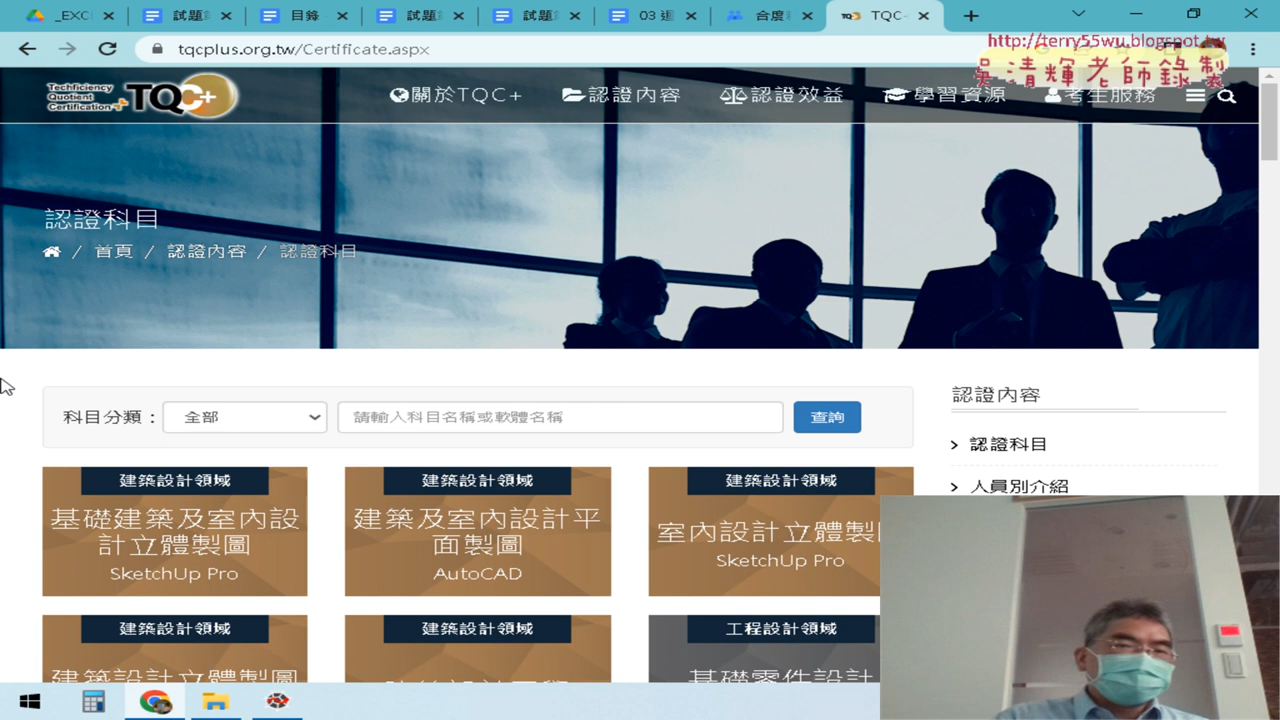 _EXC
試題
目錄
試題
試題
03 進
合度
TQC-
tqcplus.org.tw/Certificate.aspx
http://terry55wu.blogspot.tw
吳清輝老師錄製
Techficiency
Quotient
Certification
TQC+
關於TQC+
認證內容
認證效益
學習資源
考生服務
認證科目
/ 首頁 / 認證內容 / 認證科目
科目分類：
全部
請輸入科目名稱或軟體名稱
查詢
認證內容
> 認證科目
> 人員別介紹
建築設計領域
基礎建築及室內設
計立體製圖
SketchUp Pro
建築設計領域
建築及室內設計平
面製圖
AutoCAD
建築設計領域
室內設計立體製
SketchUp Pro
建築設計領域
建築設計立體製圖
建築設計領域
工程設計領域
基礎零件設計